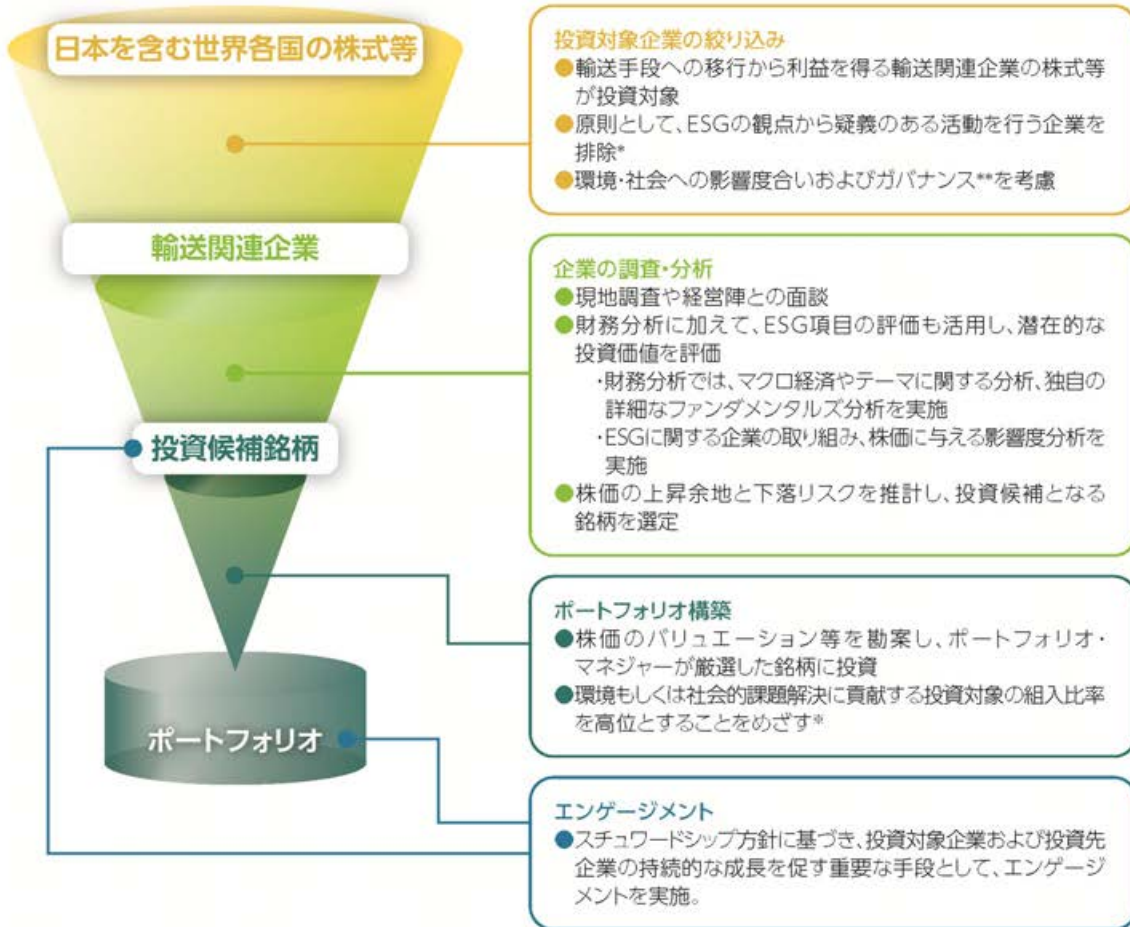 日本を含む世界各国の株式等
輸送関連企業
投資候補銘柄
ポートフォリオ
投資対象企業の絞り込み
●輸送手段への移行から利益を得る輸送関連企業の株式等
が投資対象
●原則として、ESGの観点から疑義のある活動を行う企業を
排除*
●環境・社会への影響度合いおよびガバナンス**を考慮
企業の調査・分析
●現地調査や経営陣との面談
●財務分析に加えて、ESG項目の評価も活用し、潜在的な
投資価値を評価
・財務分析では、マクロ経済やテーマに関する分析、独自の
詳細なファンダメンタルズ分析を実施
・ESGに関する企業の取り組み、株価に与える影響度分析を
実施
●株価の上昇余地と下落リスクを推計し、投資候補となる
銘柄を選定
ポートフォリオ構築
●株価のバリュエーション等を勘案し、ポートフォリオ・
マネジャーが厳選した銘柄に投資
●環境もしくは社会的課題解決に貢献する投資対象の組入比率
を高位とすることをめざす※
エンゲージメント
●スチュワードシップ方針に基づき、投資対象企業および投資先
企業の持続的な成長を促す重要な手段として、エンゲージ
メントを実施。